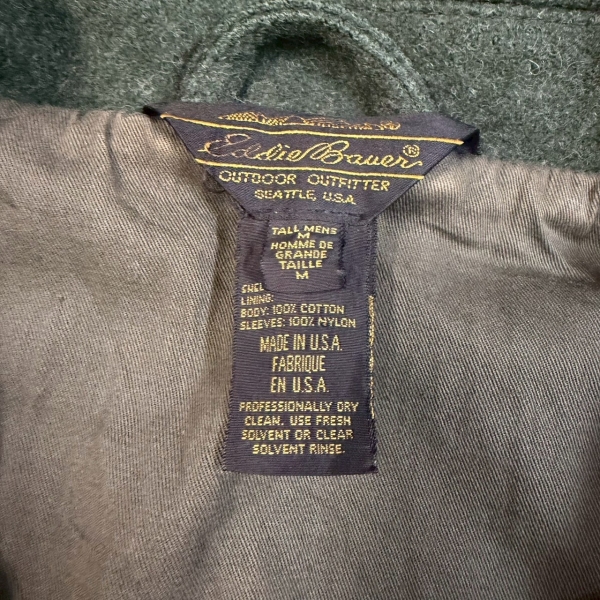 Eddie Bauer®
OUTDOOR OUTFITTER
SEATTLE, U.S.A.
TALL MENS
M
HOMME DE
GRANDE
TAILLE
M
SHEL
LINING:
BODY: 100% COTTON
SLEEVES: 100% NYLON
MADE IN U.S.A.
FABRIQUE
EN U.S.A.
PROFESSIONALLY DRY
CLEAN. USE FRESH
SOLVENT OR CLEAR
SOLVENT RINSE.